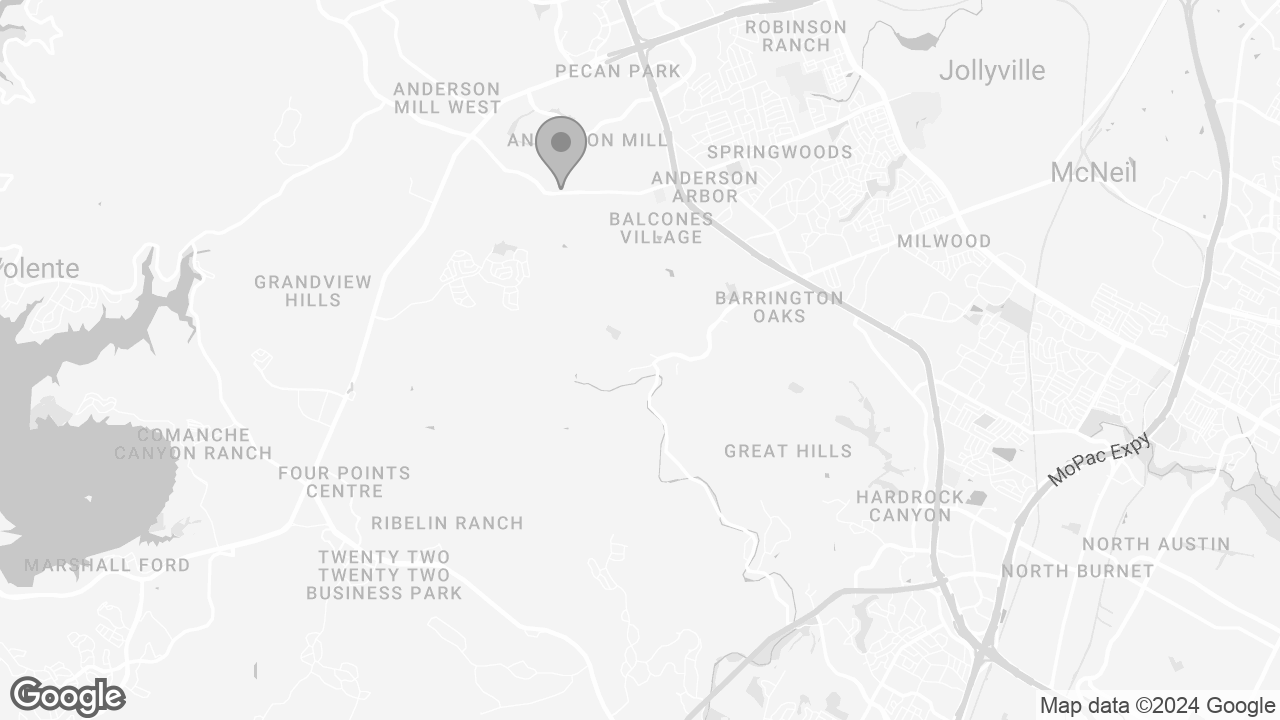 ROBINSON
RANCH
Jollyville
PECAN PARK
ANDERSON
MILL WEST
MILL
SPRINGWOODS
McNeil
ANDERSON
ARBOR
BALCONES
VILLAGE
MILWOOD
olente
GRANDVIEW
HILLS
BARRINGTON
OAKS
COMANCHE
CANYON RANCH
MoPac Expy
GREAT HILLS
FOUR POINTS
CENTRE
HARDROCK
CANYON
RIBELIN RANCH
NORTH AUSTIN
MARSHALL FORD
TWENTY TWO
TWENTY TWO
BUSINESS PARK
NORTH BURNET
Google
Map data ©2024 Google